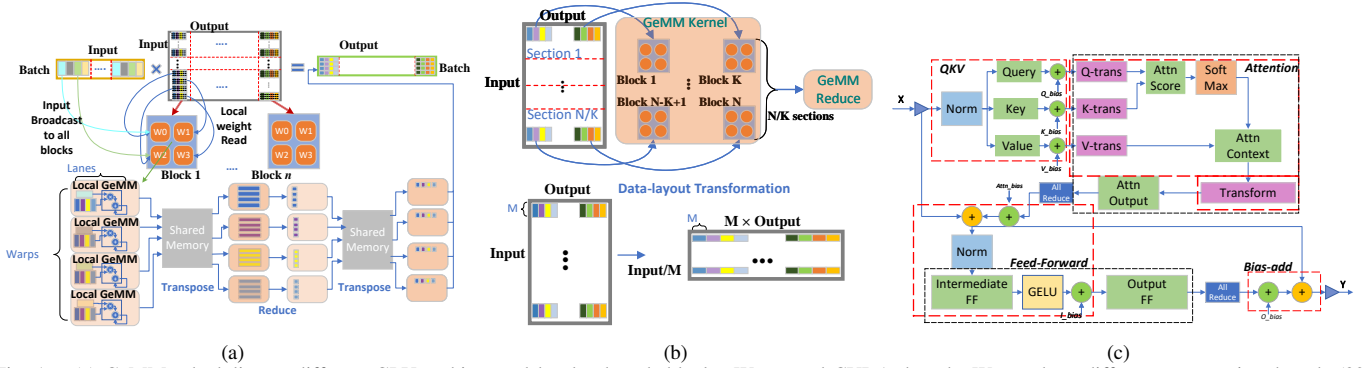 Output
Input
Input
....
....
Output
Batch
Batch
Input
Broadcast
to all
blocks
Local
weight
Read
W0 W1
W2 W3
Block 1
W0 W1
W2 W3
Block n
Lanes
Local GeMM
Local GeMM
Local GeMM
Local GeMM
Warps
Shared
Memory
Transpose
....
Reduce
Shared
Memory
Transpose
(a)
Output
Section 1
Input
Section N/K
GeMM Kernel
Block 1
Block K
Block N-K+1
Block N
N/K sections
GeMM
Reduce
Data-layout Transformation
Output
M
Input
Input/M
M
M × Output
(b)
QKV
Attention
X
Norm
Query
Key
Value
+
Q_bias
+
K_bias
+
V_bias
Q-trans
K-trans
V-trans
Attn
Score
Soft
Max
Attn
Context
Transform
Attn
Output
All
Reduce
Attn_bias
+
+
Norm
Feed-Forward
Intermediate
FF
GELU
+
I_bias
Output
FF
All
Reduce
Bias-add
+
+
O_bias
Y
(c)